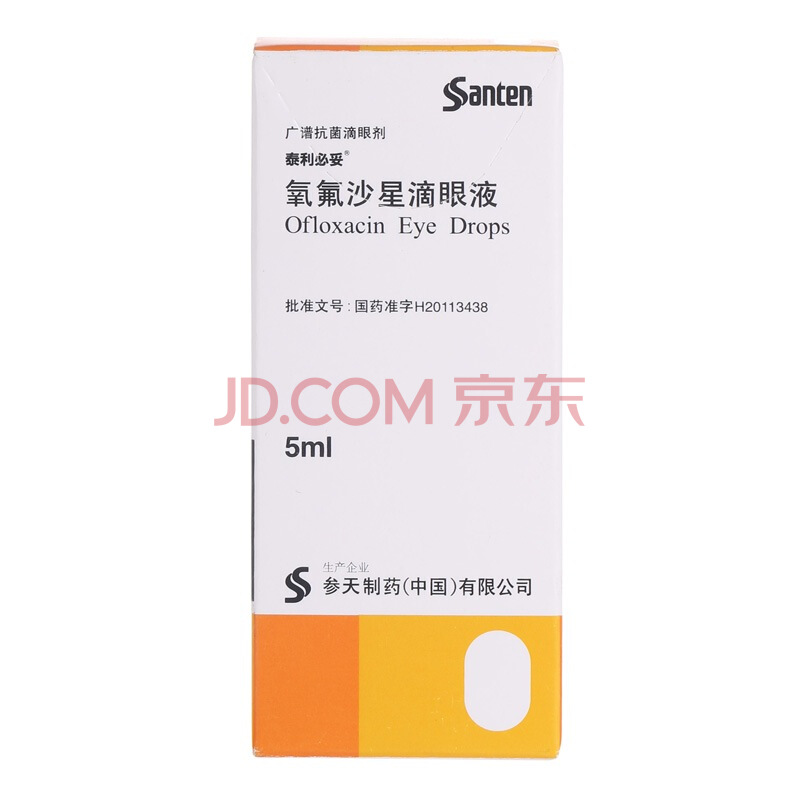 Santen
广谱抗菌滴眼剂
泰利必妥®
氧氟沙星滴眼液
Ofloxacin Eye Drops
批准文号:国药准字H20113438
JD.COM 京东
5ml
生产企业
参天制药(中国)有限公司